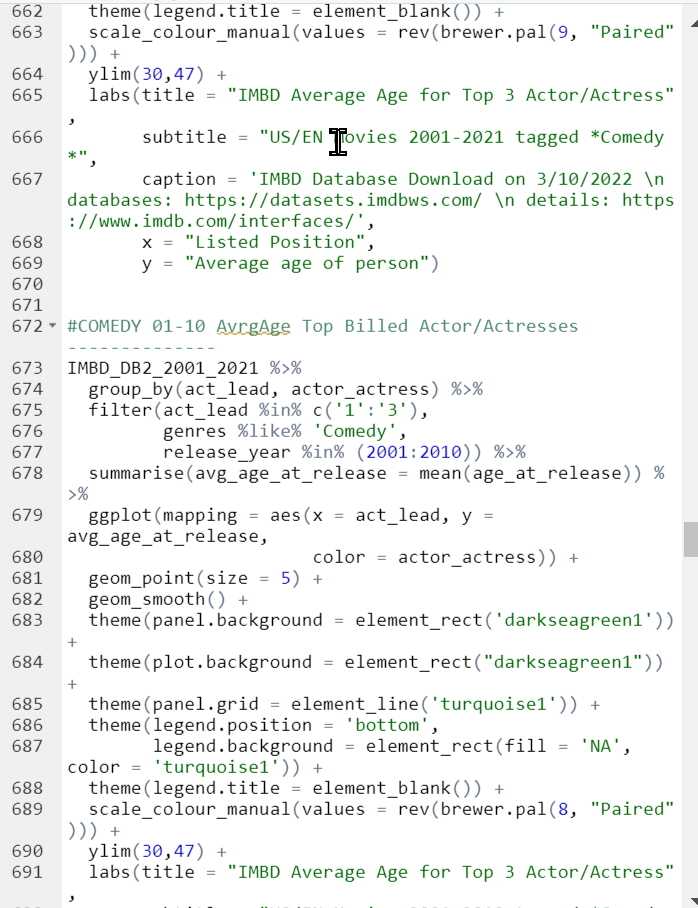 662 theme(legend.title = element_blank()) +
663 scale_colour_manual(values = rev(brewer.pal(9, "Paired"
))) +
664 ylim(30,47) +
665 labs(title = "IMBD Average Age for Top 3 Actor/Actress"
,
666 subtitle = "US/EN Movies 2001-2021 tagged *Comedy
*",
667 caption = 'IMBD Database Download on 3/10/2022 \n
databases: https://datasets.imdbws.com/ \n details: https
://www.imdb.com/interfaces/',
668 x = "Listed Position",
669 y = "Average age of person")
670
671
672 #COMEDY 01-10 AvrgAge Top Billed Actor/Actresses
--------------
673 IMBD_DB2_2001_2021 %>%
674 group_by(act_lead, actor_actress) %>%
675 filter(act_lead %in% c('1':'3'),
676 genres %like% 'Comedy',
677 release_year %in% (2001:2010)) %>%
678 summarise(avg_age_at_release = mean(age_at_release)) %
>%
679 ggplot(mapping = aes(x = act_lead, y =
avg_age_at_release,
680 color = actor_actress)) +
681 geom_point(size = 5) +
682 geom_smooth() +
683 theme(panel.background = element_rect('darkseagreen1'))
+
684 theme(plot.background = element_rect("darkseagreen1"))
+
685 theme(panel.grid = element_line('turquoise1')) +
686 theme(legend.position = 'bottom',
687 legend.background = element_rect(fill = 'NA',
color = 'turquoise1')) +
688 theme(legend.title = element_blank()) +
689 scale_colour_manual(values = rev(brewer.pal(8, "Paired"
))) +
690 ylim(30,47) +
691 labs(title = "IMBD Average Age for Top 3 Actor/Actress"
,